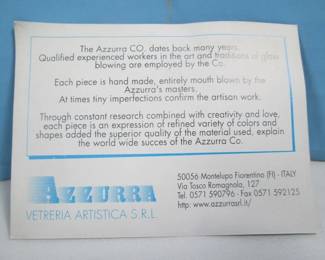 The Azzurra CO, dates back many years.
Qualified experienced workers in the art and traditions of glass
blowing are employed by the Co.
Each piece is hand made, entirely mouth blown by the
Azzurra's masters.
At times tiny imperfections confirm the artisan work.
Through constant research combined with creativity and love,
each piece is an expression of refined variety of colors and
shapes added the superior quality of the material used, explain
the world wide succes of the Azzurra Co.
AZZURRA
VETRERIA ARTISTICA S.R.L.
50056 Montelupo Fiorentino (FI) - ITALY
Via Tosco Romagnola, 127
Tel. 0571 590796 - Fax 0571 592125
http: www.azzurrasrl.it/